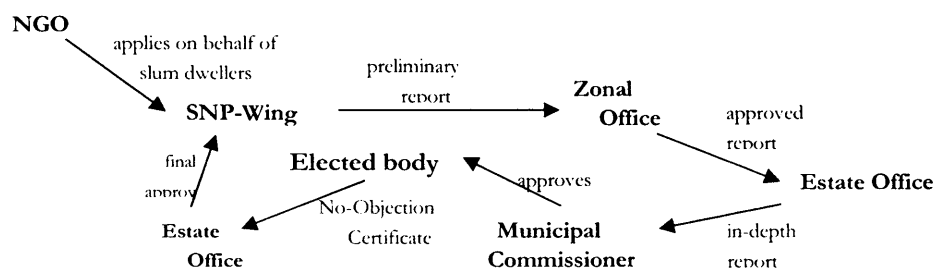 NGO
applies on behalf of
slum dwellers
SNP-Wing
preliminary
report
Zonal
Office
approved
report
Estate Office
in-depth
report
Municipal
Commissioner
approves
Elected body
No-Objection
Certificate
Estate
Office
final
approv